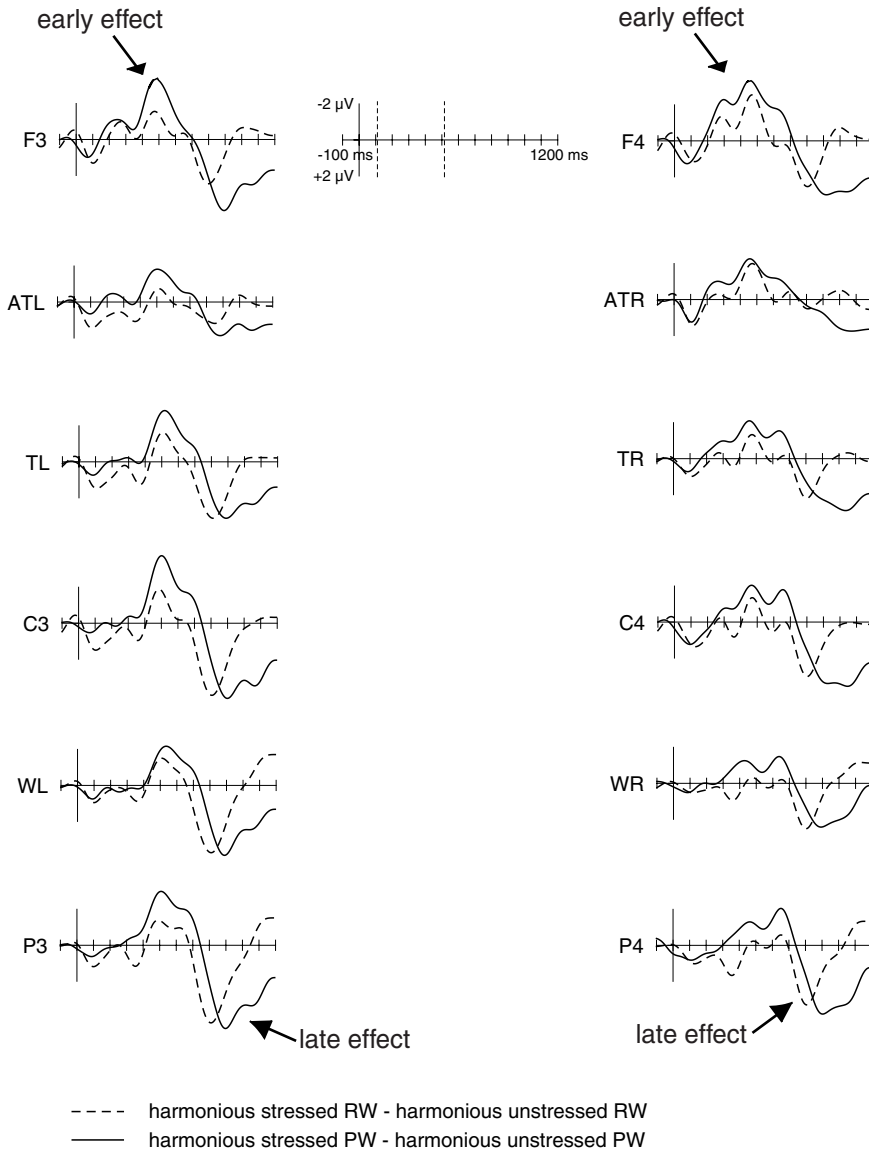 early effect
early effect
-2 µV
F3
-100 ms
1200 ms
+2 µV
F4
ATL
ATR
TL
TR
C3
C4
WL
WR
P3
P4
late effect
late effect
harmonious stressed RW - harmonious unstressed RW
harmonious stressed PW - harmonious unstressed PW